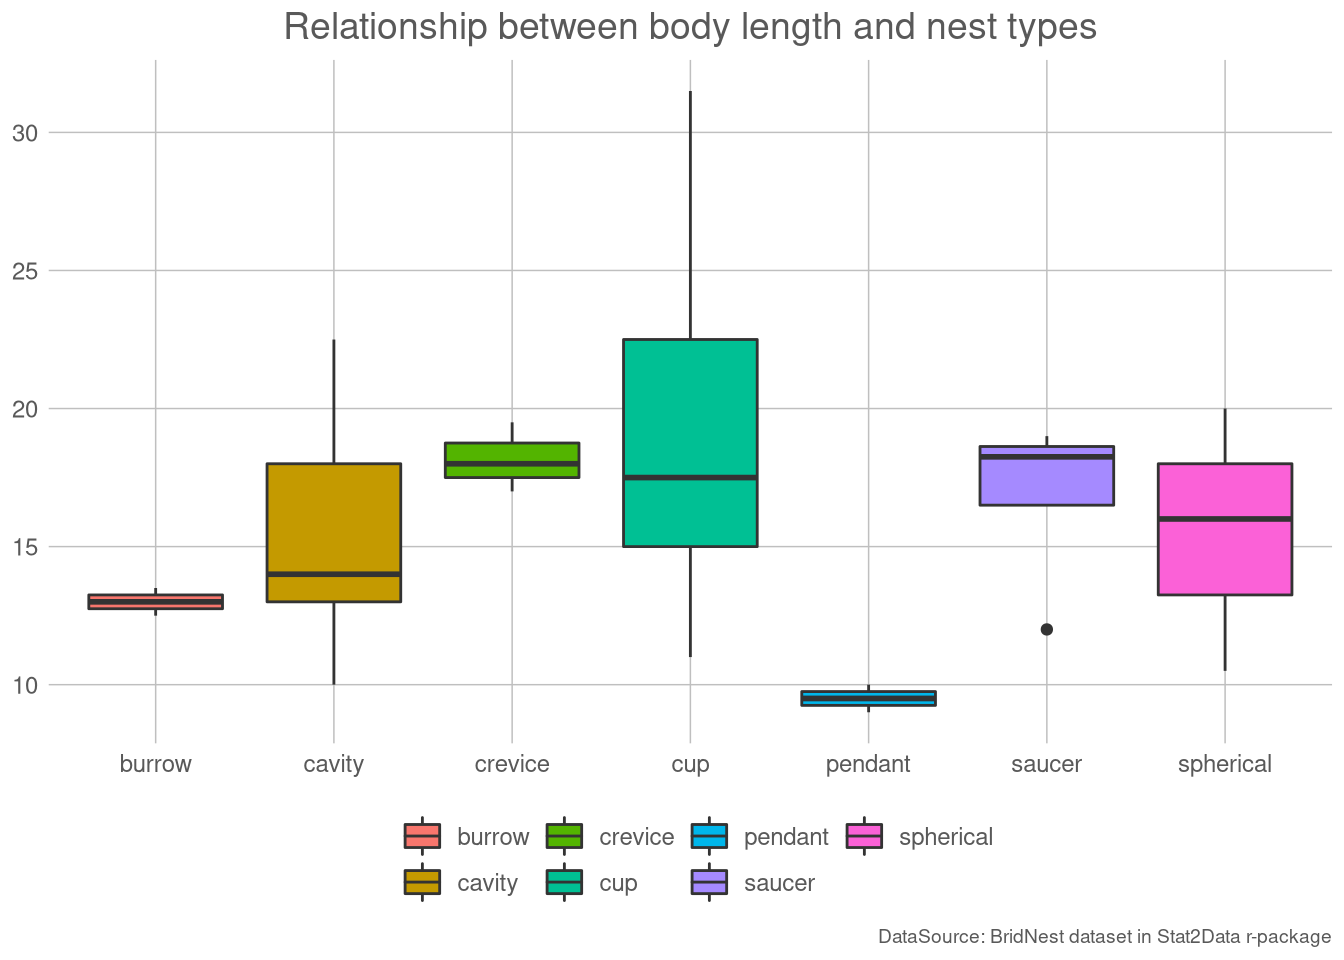 Relationship between body length and nest types
30
25
20
15
10
burrow cavity crevice cup pendant saucer spherical
burrow crevice pendant spherical
cavity cup saucer
DataSource: BridNest dataset in Stat2Data r-package